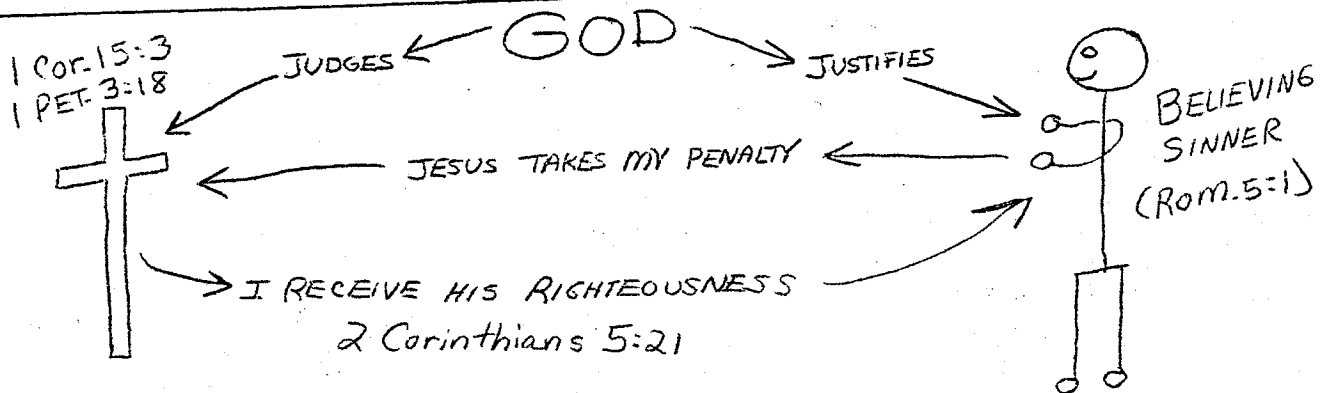 GOD
1 Cor. 15:3
1 PET. 3:18
JUDGES
JUSTIFIES
BELIEVING
SINNER
(Rom. 5:1)
JESUS TAKES MY PENALTY
I RECEIVE HIS RIGHTEOUSNESS
2 Corinthians 5:21